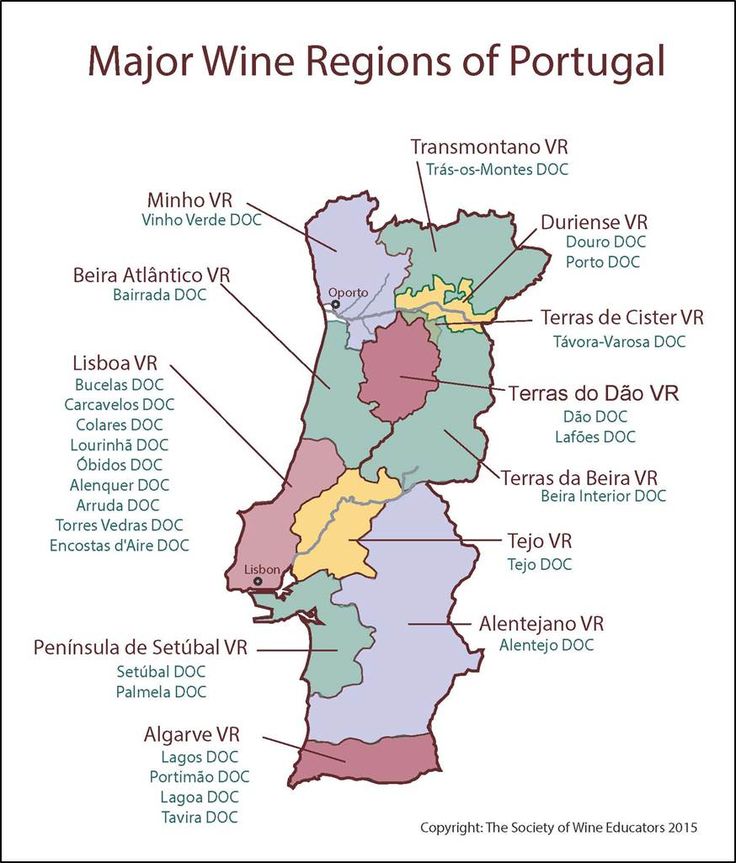 Major Wine Regions of Portugal
Transmontano VR
Trás-os-Montes DOC
Minho VR
Vinho Verde DOC
Duriense VR
Douro DOC
Porto DOC
Beira Atlântico VR
Bairrada DOC
Oporto
Terras de Cister VR
Távora-Varosa DOC
Lisboa VR
Bucelas DOC
Carcavelos DOC
Colares DOC
Lourinhã DOC
Óbidos DOC
Alenquer DOC
Arruda DOC
Torres Vedras DOC
Encostas d'Aire DOC
Terras do Dão VR
Dão DOC
Lafões DOC
Terras da Beira VR
Beira Interior DOC
Tejo VR
Tejo DOC
Lisbon
Alentejano VR
Alentejo DOC
Península de Setúbal VR
Setúbal DOC
Palmela DOC
Algarve VR
Lagos DOC
Portimão DOC
Lagoa DOC
Tavira DOC
Copyright: The Society of Wine Educators 2015